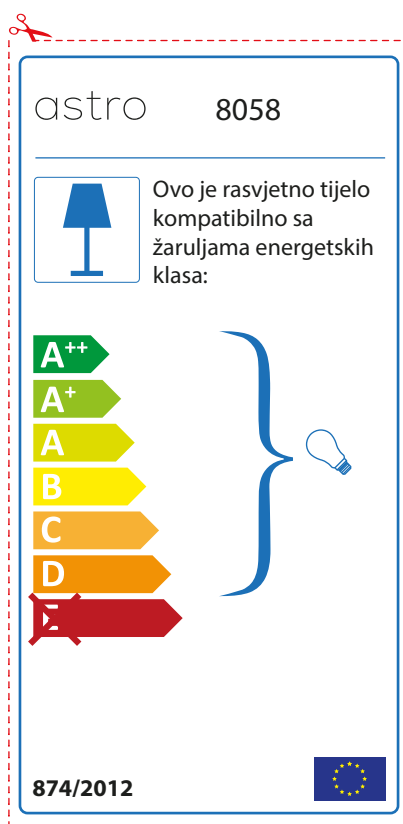 astro 8058
Ovo je rasvjetno tijelo
kompatibilno sa
žaruljama energetskih
klasa:
A++
A+
A
B
C
D
E
874/2012